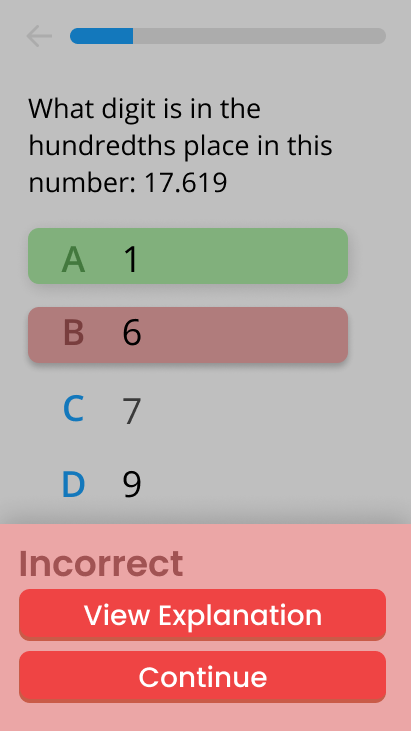 What digit is in the
hundredths place in this
number: 17.619
A 1
B 6
C 7
D 9
Incorrect
View Explanation
Continue